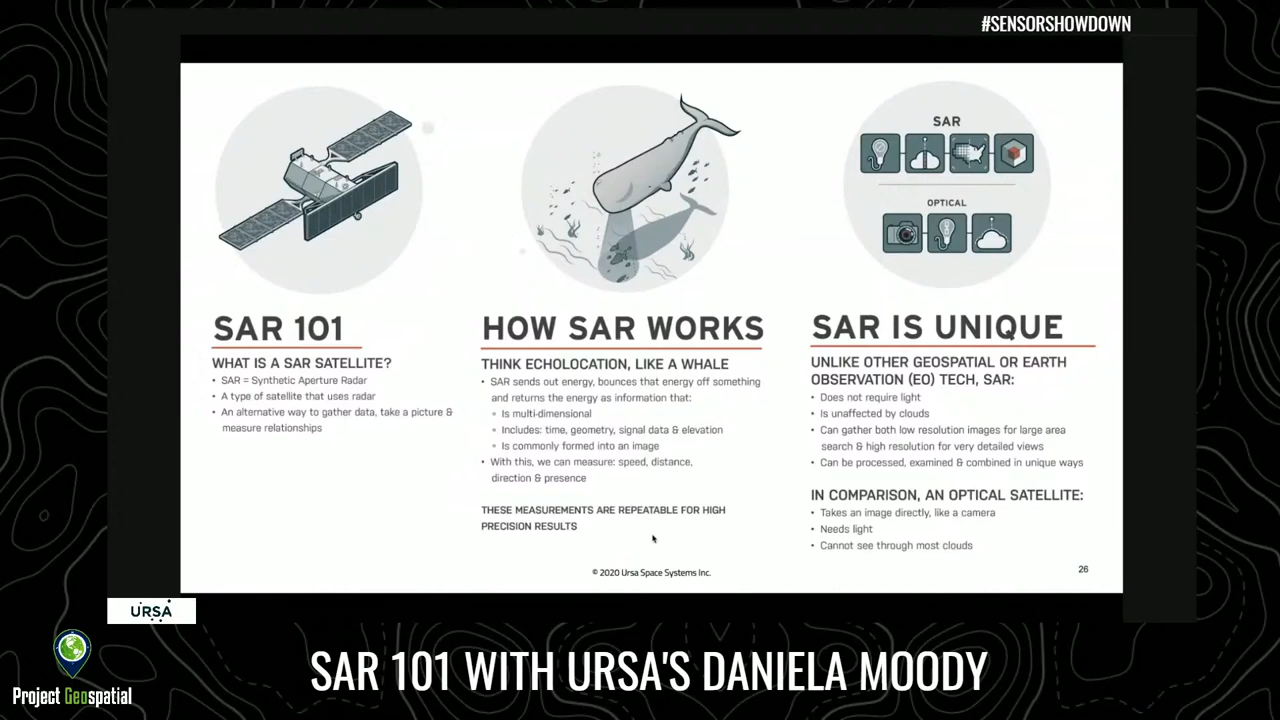 #SENSORSHOWDOWN
SAR 101
WHAT IS A SAR SATELLITE?
• SAR = Synthetic Aperture Radar
• A type of satellite that uses radar
• An alternative way to gather data, take a picture &
measure relationships
HOW SAR WORKS
THINK ECHOLOCATION, LIKE A WHALE
• SAR sends out energy, bounces that energy off something
and returns the energy as information that:
• Is multi-dimensional
• Includes: time, geometry, signal data & elevation
• Is commonly formed into an image
• With this, we can measure: speed, distance,
direction & presence
THESE MEASUREMENTS ARE REPEATABLE FOR HIGH
PRECISION RESULTS
SAR
OPTICAL
SAR IS UNIQUE
UNLIKE OTHER GEOSPATIAL OR EARTH
OBSERVATION (EO) TECH, SAR:
• Does not require light
• Is unaffected by clouds
• Can gather both low resolution images for large area
search & high resolution for very detailed views
• Can be processed, examined & combined in unique ways
IN COMPARISON, AN OPTICAL SATELLITE:
• Takes an image directly, like a camera
• Needs light
• Cannot see through most clouds
© 2020 Ursa Space Systems Inc.
26
URSA
Project Geospatial
SAR 101 WITH URSA'S DANIELA MOODY